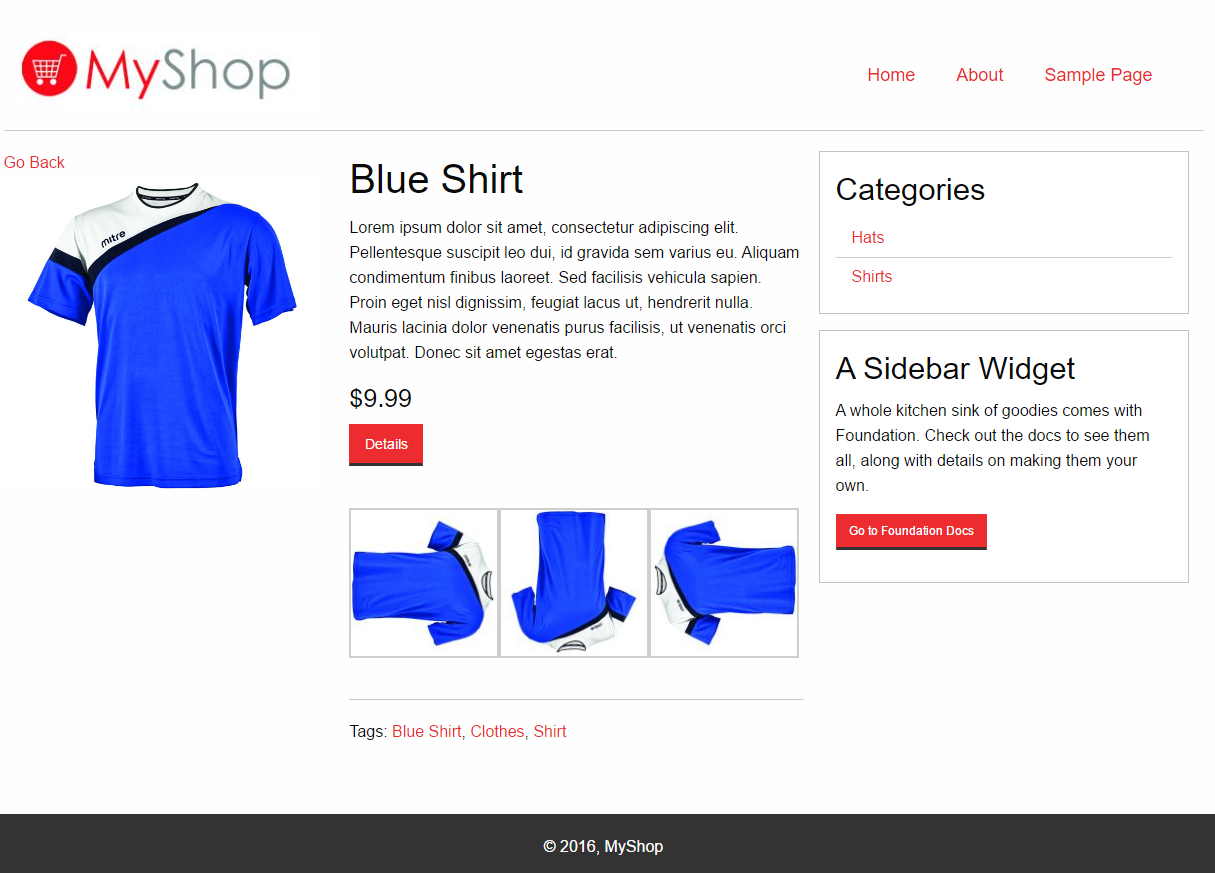 MyShop
Home About Sample Page
Go Back
mitre
Blue Shirt
Lorem ipsum dolor sit amet, consectetur adipiscing elit.
Pellentesque suscipit leo dui, id gravida sem varius eu. Aliquam
condimentum finibus laoreet. Sed facilisis vehicula sapien.
Proin eget nisl dignissim, feugiat lacus ut, hendrerit nulla.
Mauris lacinia dolor venenatis purus facilisis, ut venenatis orci
volutpat. Donec sit amet egestas erat.
$9.99
Details
mitre
mitre
mitre
Tags: Blue Shirt, Clothes, Shirt
Categories
Hats
Shirts
A Sidebar Widget
A whole kitchen sink of goodies comes with
Foundation. Check out the docs to see them
all, along with details on making them your
own.
Go to Foundation Docs
© 2016, MyShop